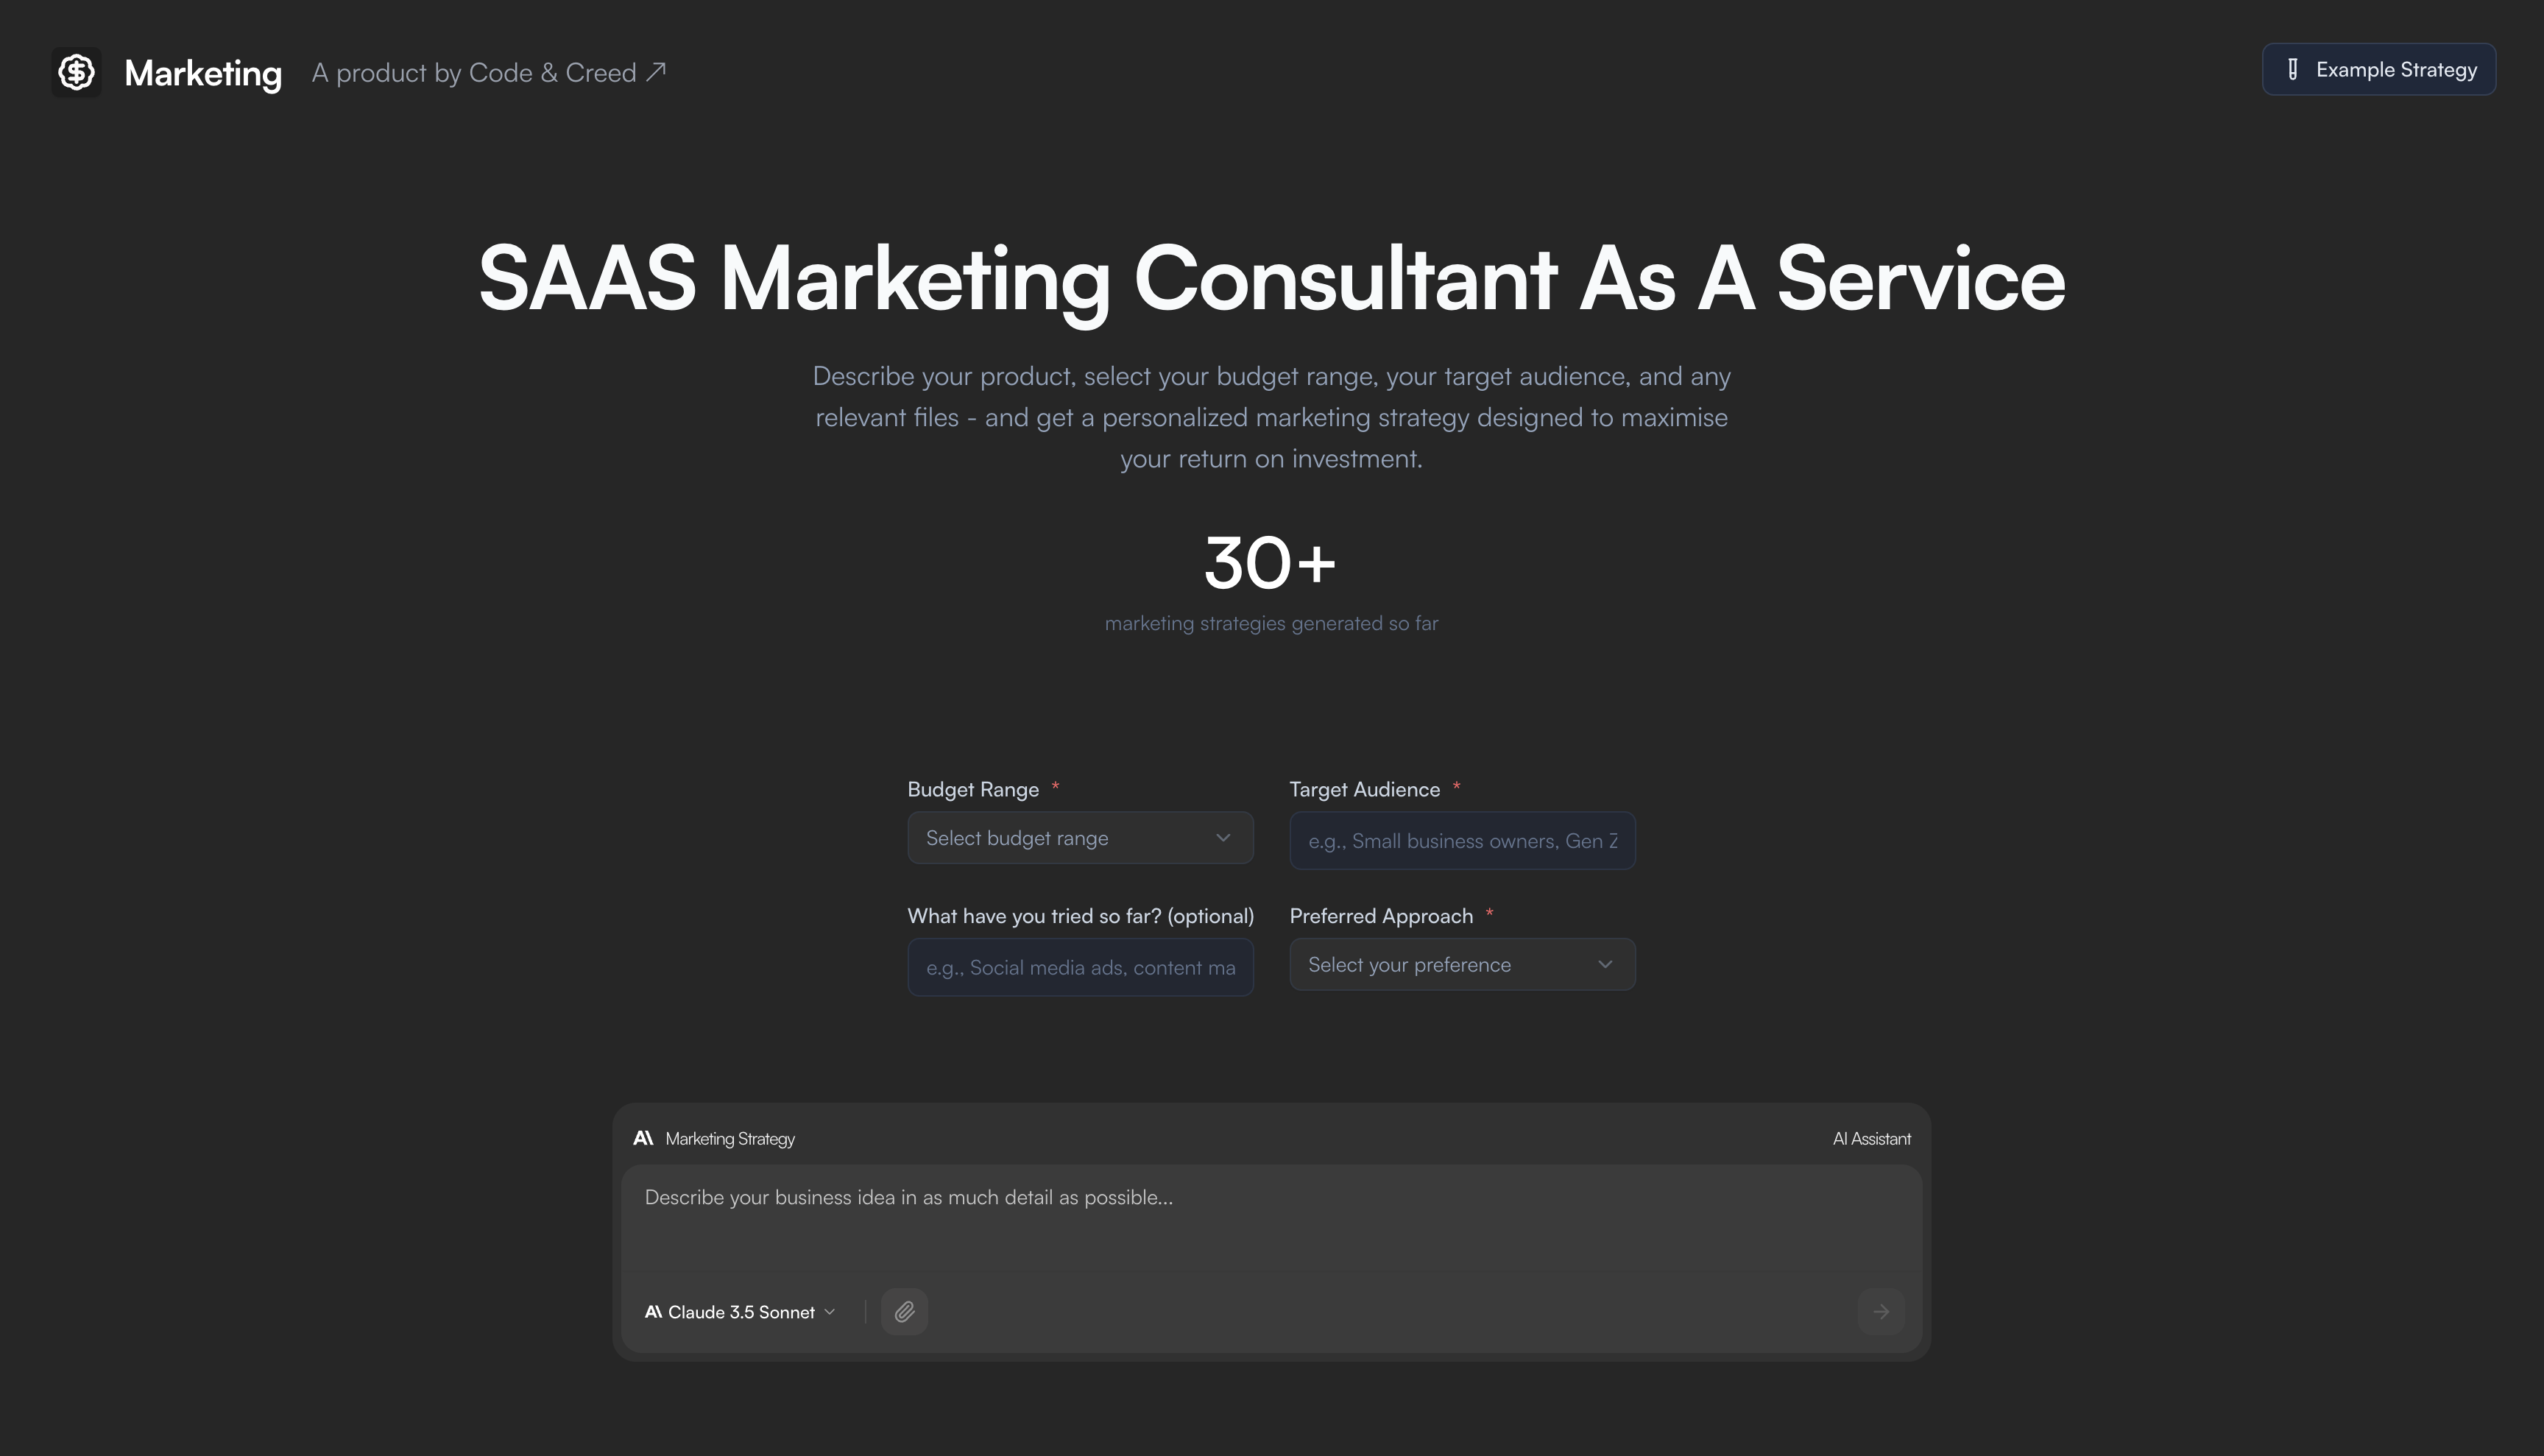 Marketing
A product by Code & Creed
Example Strategy
SAAS Marketing Consultant As A Service
Describe your product, select your budget range, your target audience, and any
relevant files - and get a personalized marketing strategy designed to maximise
your return on investment.
30+
marketing strategies generated so far
Budget Range *
Target Audience *
Select budget range
e.g., Small business owners, Gen Z
What have you tried so far? (optional)
Preferred Approach *
e.g., Social media ads, content ma
Select your preference
Marketing Strategy
AI Assistant
Describe your business idea in as much detail as possible...
Claude 3.5 Sonnet